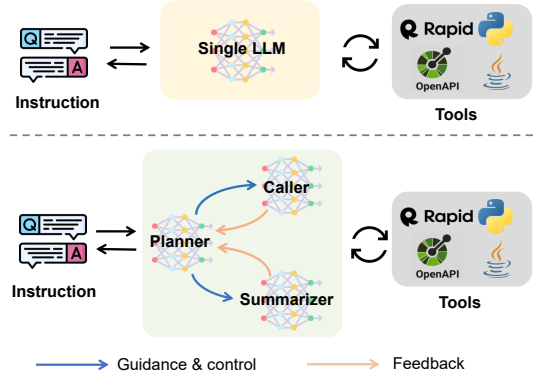 Q
A
Instruction
Single LLM
Rapid
OpenAPI
Tools
Q
A
Instruction
Planner
Caller
Summarizer
Rapid
OpenAPI
Tools
Guidance & control
Feedback